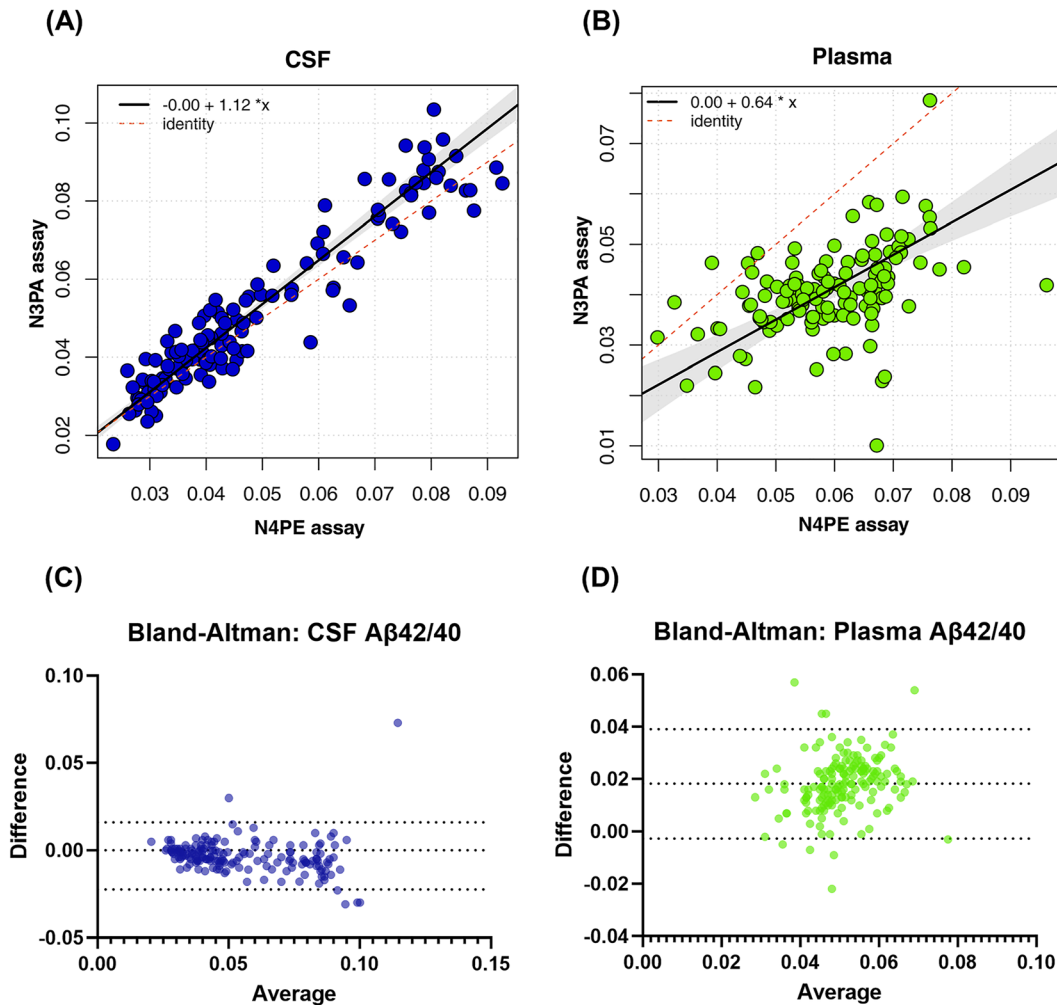 (A)
CSF
-0.00 + 1.12 *x
identity
N3PA assay
0.10
0.08
0.06
0.04
0.02
0.03 0.04 0.05 0.06 0.07 0.08 0.09
N4PE assay
(B)
Plasma
0.00 + 0.64 * x
identity
N3PA assay
0.07
0.05
0.03
0.01
0.03 0.04 0.05 0.06 0.07 0.08 0.09
N4PE assay
(C)
Bland-Altman: CSF Aβ42/40
Difference
0.10
0.05
0.00
-0.05
0.00 0.05 0.10 0.15
Average
(D)
Bland-Altman: Plasma Aβ42/40
Difference
0.06
0.04
0.02
0.00
-0.02
-0.04
0.00 0.02 0.04 0.06 0.08 0.10
Average